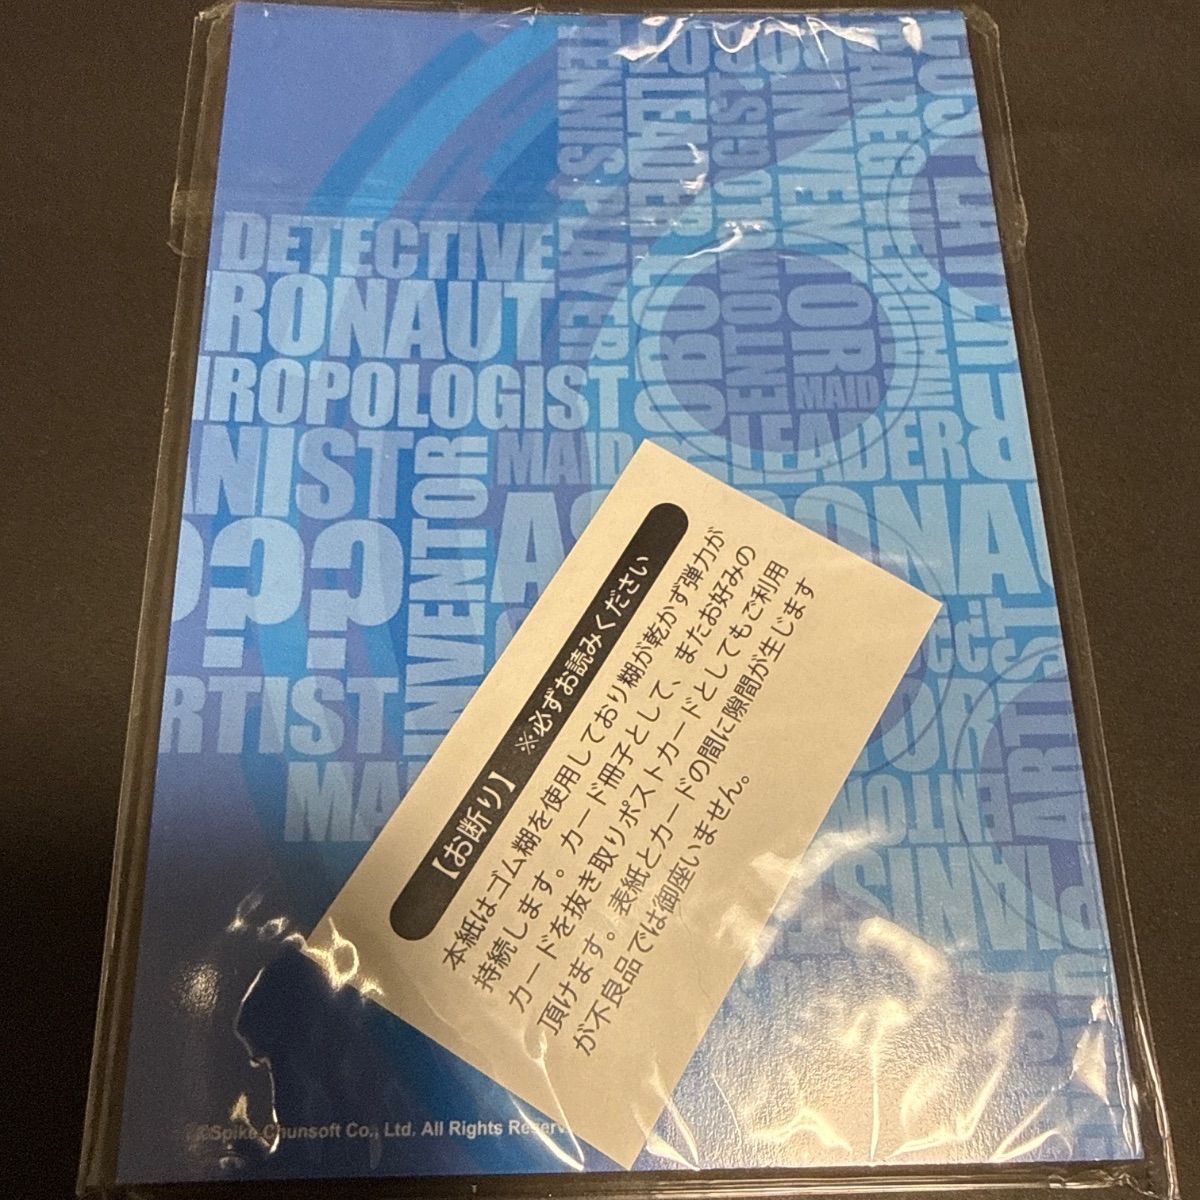 DETECTIVE
RONAUT
ROPOLOGIST
NIST
MAID
INVENTOR
???
ARTIST
MA
TENNIS PLAYER
LEADER
ROBOT
ENTOMOLOGIST
INVENTOR
MAID
LEADER
【お断り】 ※必ずお読みください
本紙はゴム糊を使用しており糊が乾かず弾力が
持続します。カード冊子として、またお好みの
カードを抜き取りポストカードとしてもご利用
頂けます。表紙とカードの間に隙間が生じます
が不良品では御座いません。
©Spike Chunsoft Co., Ltd. All Rights Reserv